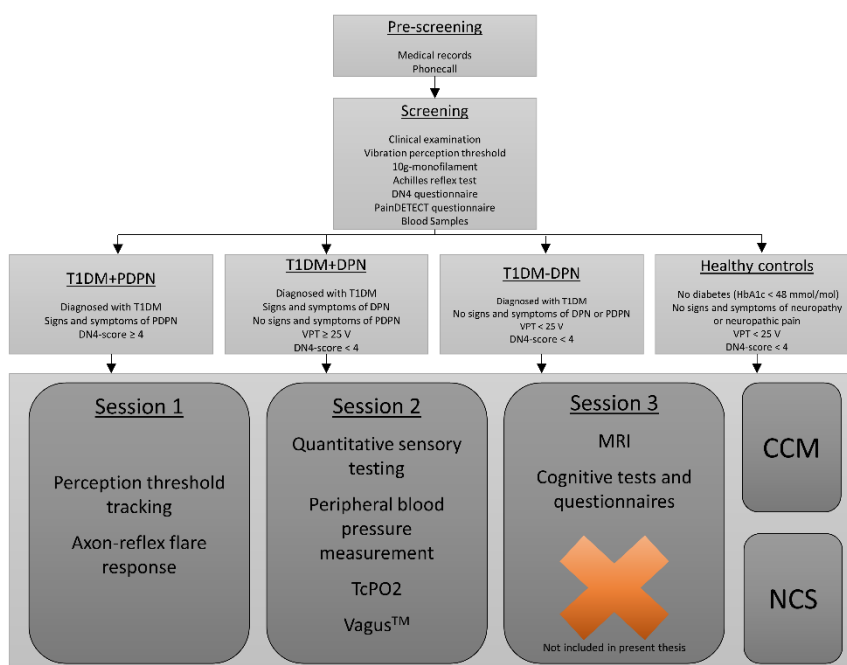 Pre-screening
Medical records
Phonecall
Screening
Clinical examination
Vibration perception threshold
10g-monofilament
Achilles reflex test
DN4 questionnaire
PainDETECT questionnaire
Blood Samples
T1DM+PDPN
Diagnosed with T1DM
Signs and symptoms of PDPN
DN4-score ≥ 4
T1DM+DPN
Diagnosed with T1DM
Signs and symptoms of DPN
No signs and symptoms of PDPN
VPT ≥ 25 V
DN4-score < 4
T1DM-DPN
Diagnosed with T1DM
No signs and symptoms of DPN or PDPN
VPT < 25 V
DN4-score < 4
Healthy controls
No diabetes (HbA1c < 48 mmol/mol)
No signs and symptoms of neuropathy
or neuropathic pain
VPT < 25 V
DN4-score < 4
Session 1
Perception threshold
tracking
Axon-reflex flare
response
Session 2
Quantitative sensory
testing
Peripheral blood
pressure
measurement
TcPO2
Vagus™
Session 3
MRI
Cognitive tests and
questionnaires
Not included in present thesis
CCM
NCS